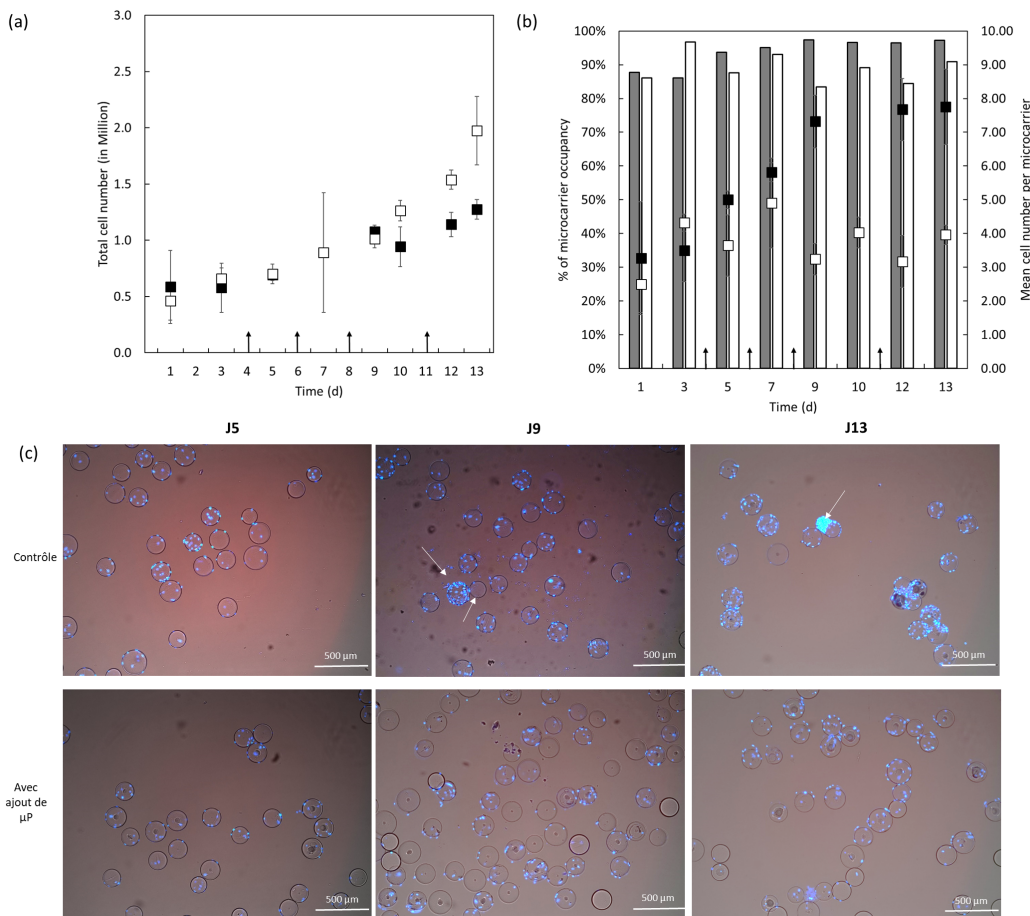 (a)
3.0
2.5
2.0
1.5
1.0
0.5
0.0
Total cell number (in Million)
1 2 3 4 5 6 7 8 9 10 11 12 13
Time (d)
(b)
100%
90%
80%
70%
60%
50%
40%
30%
20%
10%
0%
% of microcarrier occupancy
10.00
9.00
8.00
7.00
6.00
5.00
4.00
3.00
2.00
1.00
0.00
Mean cell number per microcarrier
1 3 5 7 9 10 12 13
Time (d)
(c)
J5 J9 J13
Contrôle
500 µm 500 µm 500 µm
Avec
ajout de
µP
500 µm 500 µm 500 µm